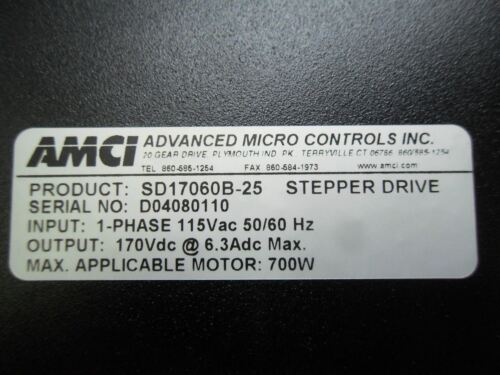 AMCI ADVANCED MICRO CONTROLS INC.
20 GEAR DRIVE, PLYMOUTH IND. PK., TERRYVILLE CT 06786 860/585-1254
TEL 860-585-1254 FAX 860-584-1973 www.amci.com
PRODUCT: SD17060B-25 STEPPER DRIVE
SERIAL NO: D04080110
INPUT: 1-PHASE 115Vac 50/60 Hz
OUTPUT: 170Vdc @ 6.3Adc Max.
MAX. APPLICABLE MOTOR: 700W